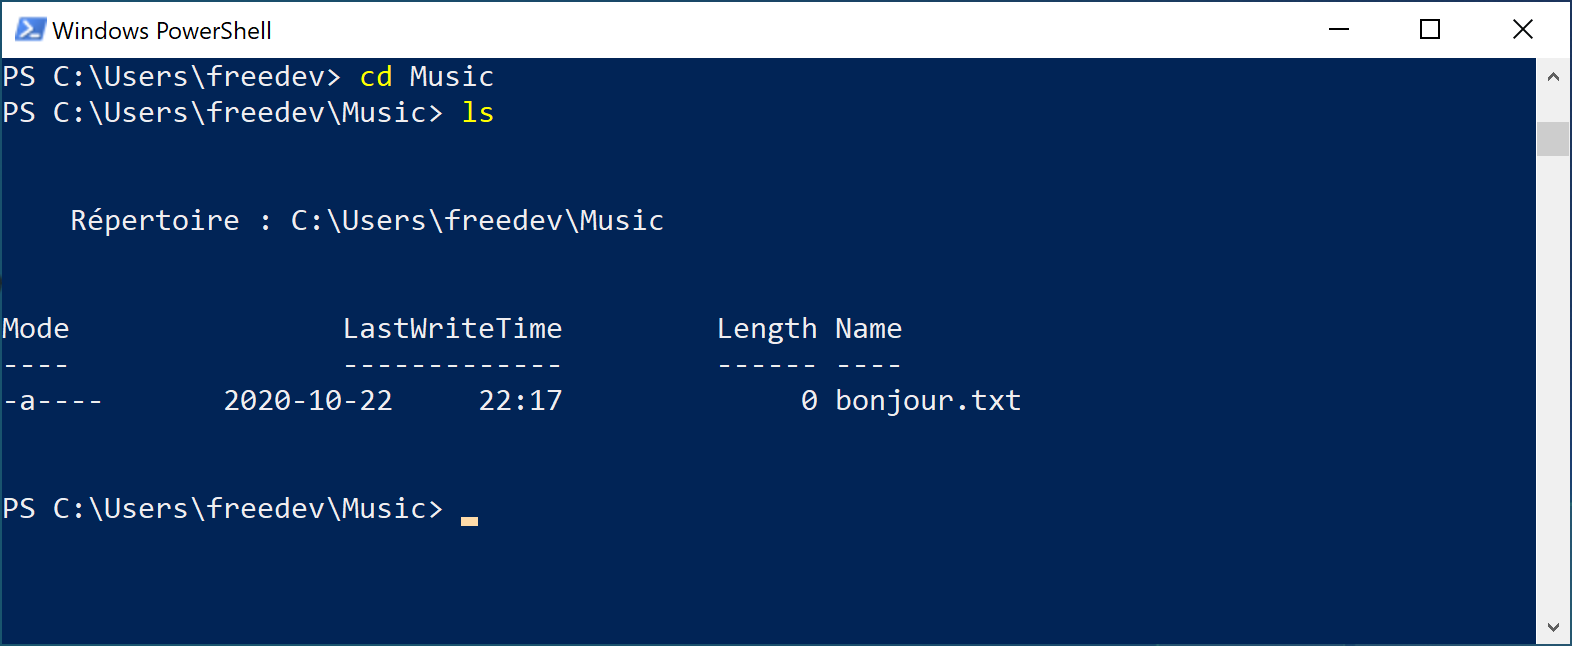 Windows PowerShell
PS C:\Users\freedev> cd Music
PS C:\Users\freedev\Music> ls
Répertoire : C:\Users\freedev\Music
Mode LastWriteTime Length Name
---- ------------- ------ ----
-a---- 2020-10-22 22:17 0 bonjour.txt
PS C:\Users\freedev\Music>